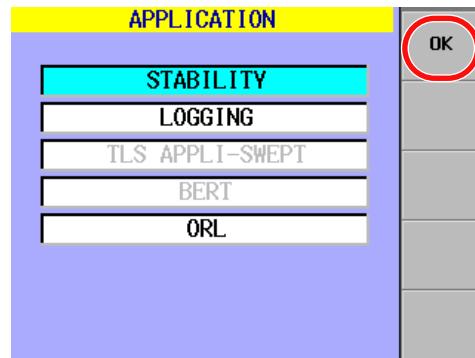 APPLICATION
OK
STABILITY
LOGGING
TLS APPLI-SWEPT
BERT
ORL